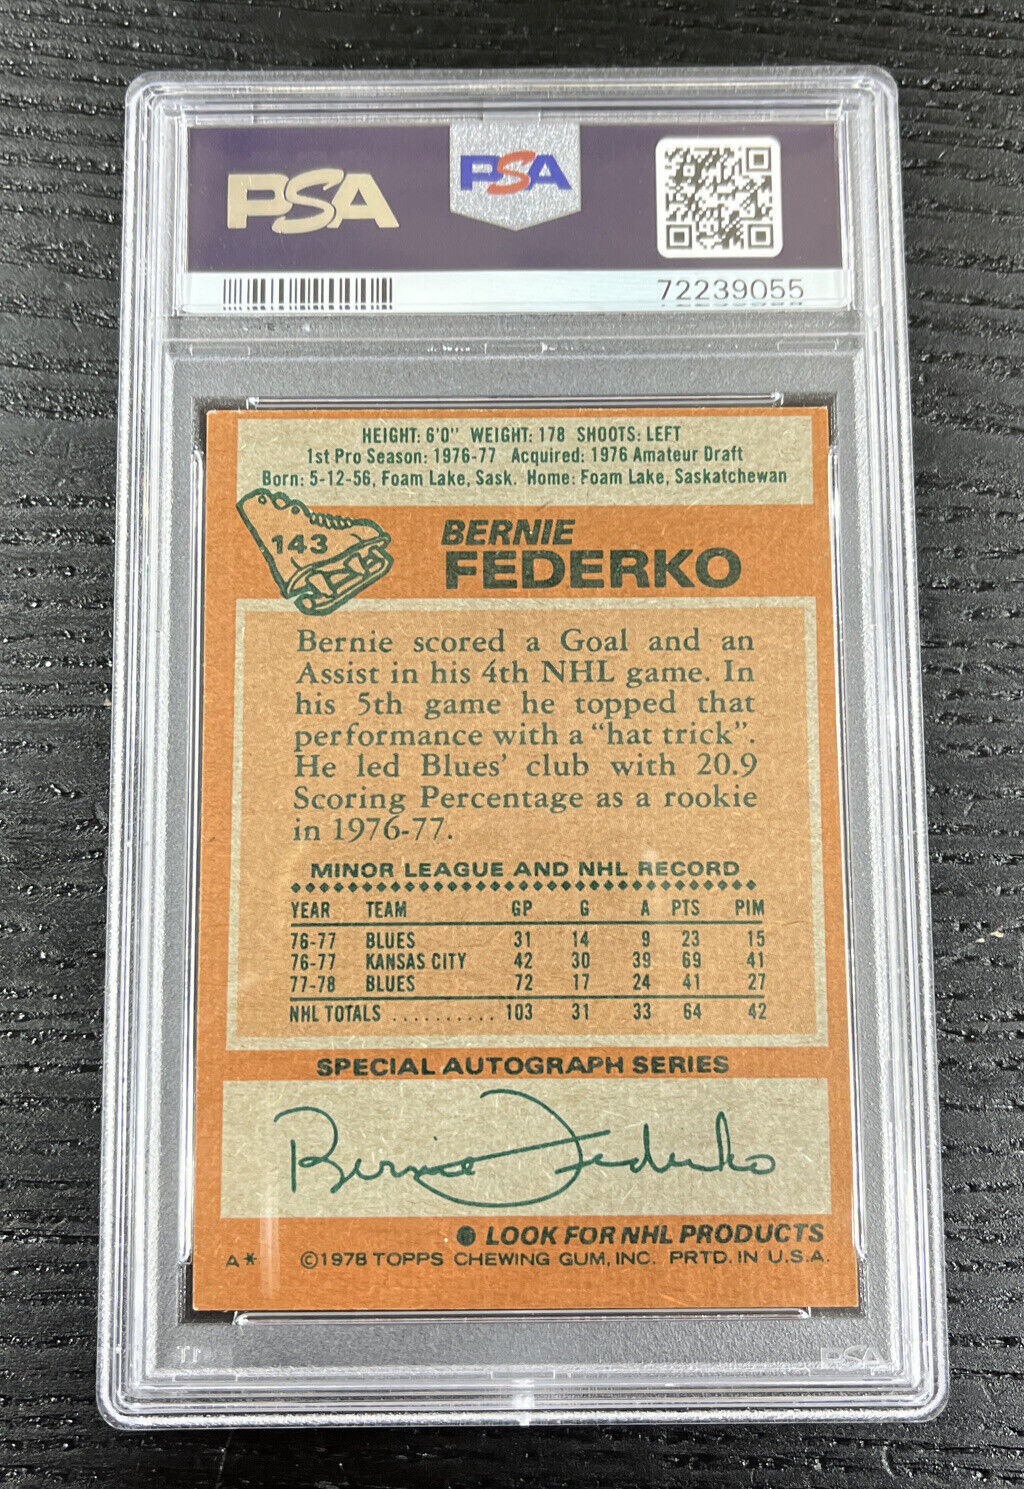 PSA PSA
72239055
HEIGHT: 6'0" WEIGHT: 178 SHOOTS: LEFT
1st Pro Season: 1976-77 Acquired: 1976 Amateur Draft
Born: 5-12-56, Foam Lake, Sask. Home: Foam Lake, Saskatchewan
143
BERNIE
FEDERKO
Bernie scored a Goal and an
Assist in his 4th NHL game. In
his 5th game he topped that
performance with a "hat trick".
He led Blues' club with 20.9
Scoring Percentage as a rookie
in 1976-77.
MINOR LEAGUE AND NHL RECORD
YEAR TEAM GP G A PTS PIM
76-77 BLUES 31 14 9 23 15
76-77 KANSAS CITY 42 30 39 69 41
77-78 BLUES 72 17 24 41 27
NHL TOTALS .......... 103 31 33 64 42
SPECIAL AUTOGRAPH SERIES
Bernie Federko
● LOOK FOR NHL PRODUCTS
A* ©1978 TOPPS CHEWING GUM, INC. PRTD. IN U.S.A.
PSA